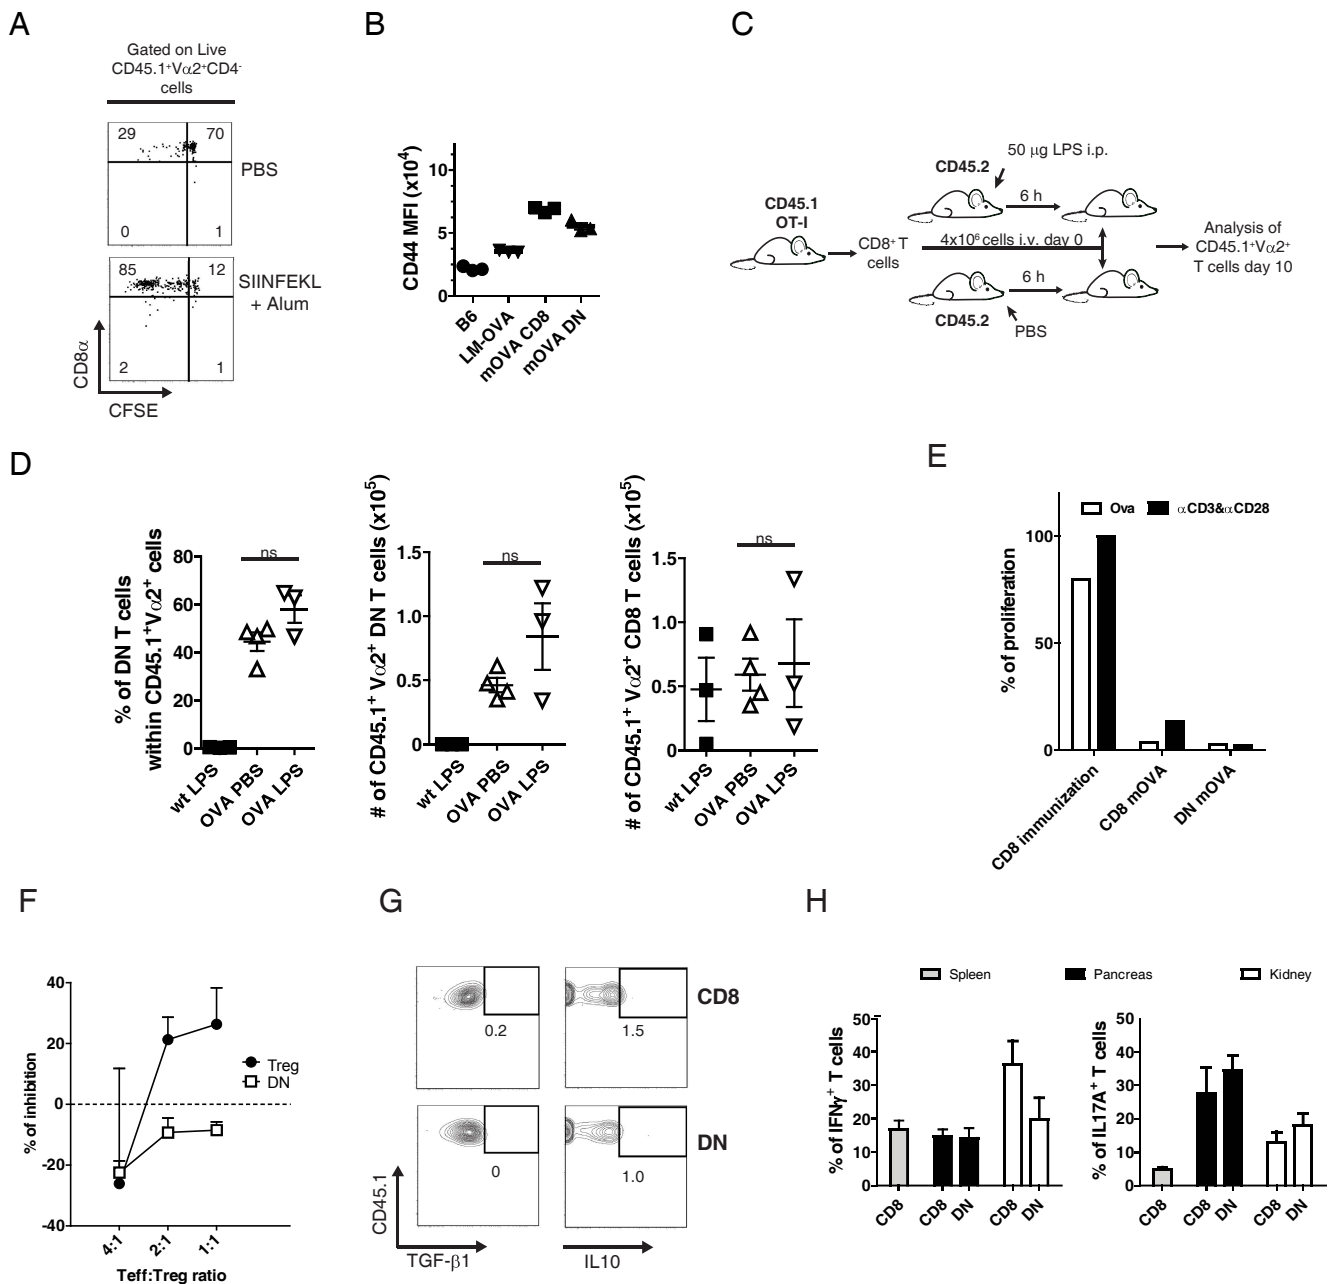 A
Gated on Live
CD45.1⁺Vα2⁺CD4⁻
cells
29
70
PBS
0
1
85
12
SIINFEKL
+ Alum
2
1
CD8α
CFSE
B
CD44 MFI (x10⁴)
10
5
0
B6
LM-OVA
mOVA CD8
mOVA DN
C
50 μg LPS i.p.
CD45.2
6 h
CD45.1
OT-I
CD8⁺ T
cells
4x10⁶ cells i.v. day 0
Analysis of
CD45.1⁺Vα2⁺
T cells day 10
6 h
CD45.2
PBS
D
% of DN T cells
within CD45.1⁺Vα2⁺ cells
80
60
40
20
0
ns
wt LPS
OVA PBS
OVA LPS
# of CD45.1⁺ Vα2⁺ DN T cells (x10⁵)
1.5
1.0
0.5
0
ns
wt LPS
OVA PBS
OVA LPS
# of CD45.1⁺ Vα2⁺ CD8 T cells (x10⁵)
1.5
1.0
0.5
0
ns
wt LPS
OVA PBS
OVA LPS
E
Ova
αCD3&αCD28
% of proliferation
100
50
0
CD8 immunization
CD8 mOVA
DN mOVA
F
% of inhibition
40
20
0
-20
-40
Treg
DN
4:1
2:1
1:1
Teff:Treg ratio
G
CD8
0.2
1.5
DN
0
1.0
CD45.1
TGF-β1
IL10
H
Spleen
Pancreas
Kidney
% of IFNγ⁺ T cells
50
40
30
20
10
0
CD8
CD8
DN
CD8
DN
% of IL17A⁺ T cells
50
40
30
20
10
0
CD8
CD8
DN
CD8
DN